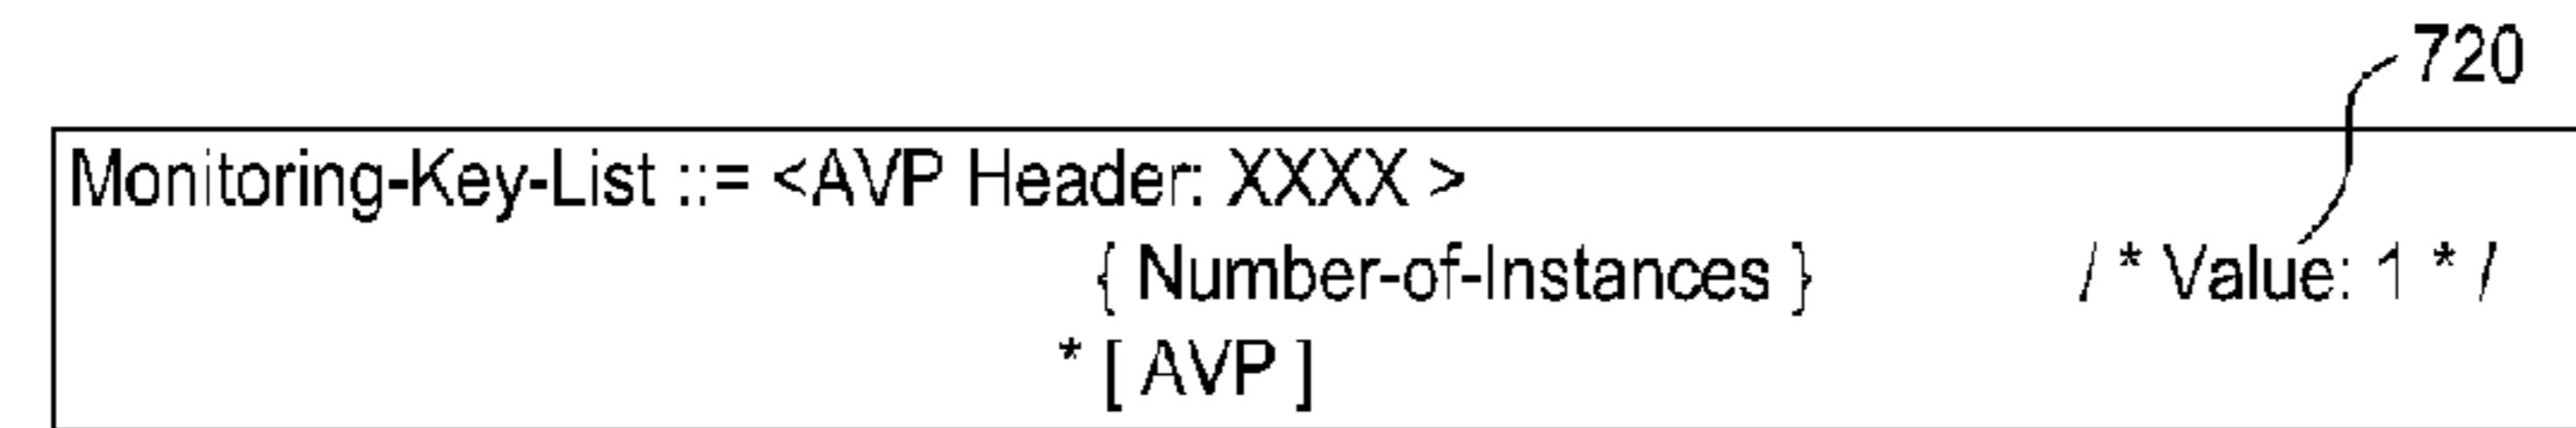 720
Monitoring-Key-List ::= <AVP Header: XXXX >
{ Number-of-Instances } / * Value: 1 * /
* [ AVP ]